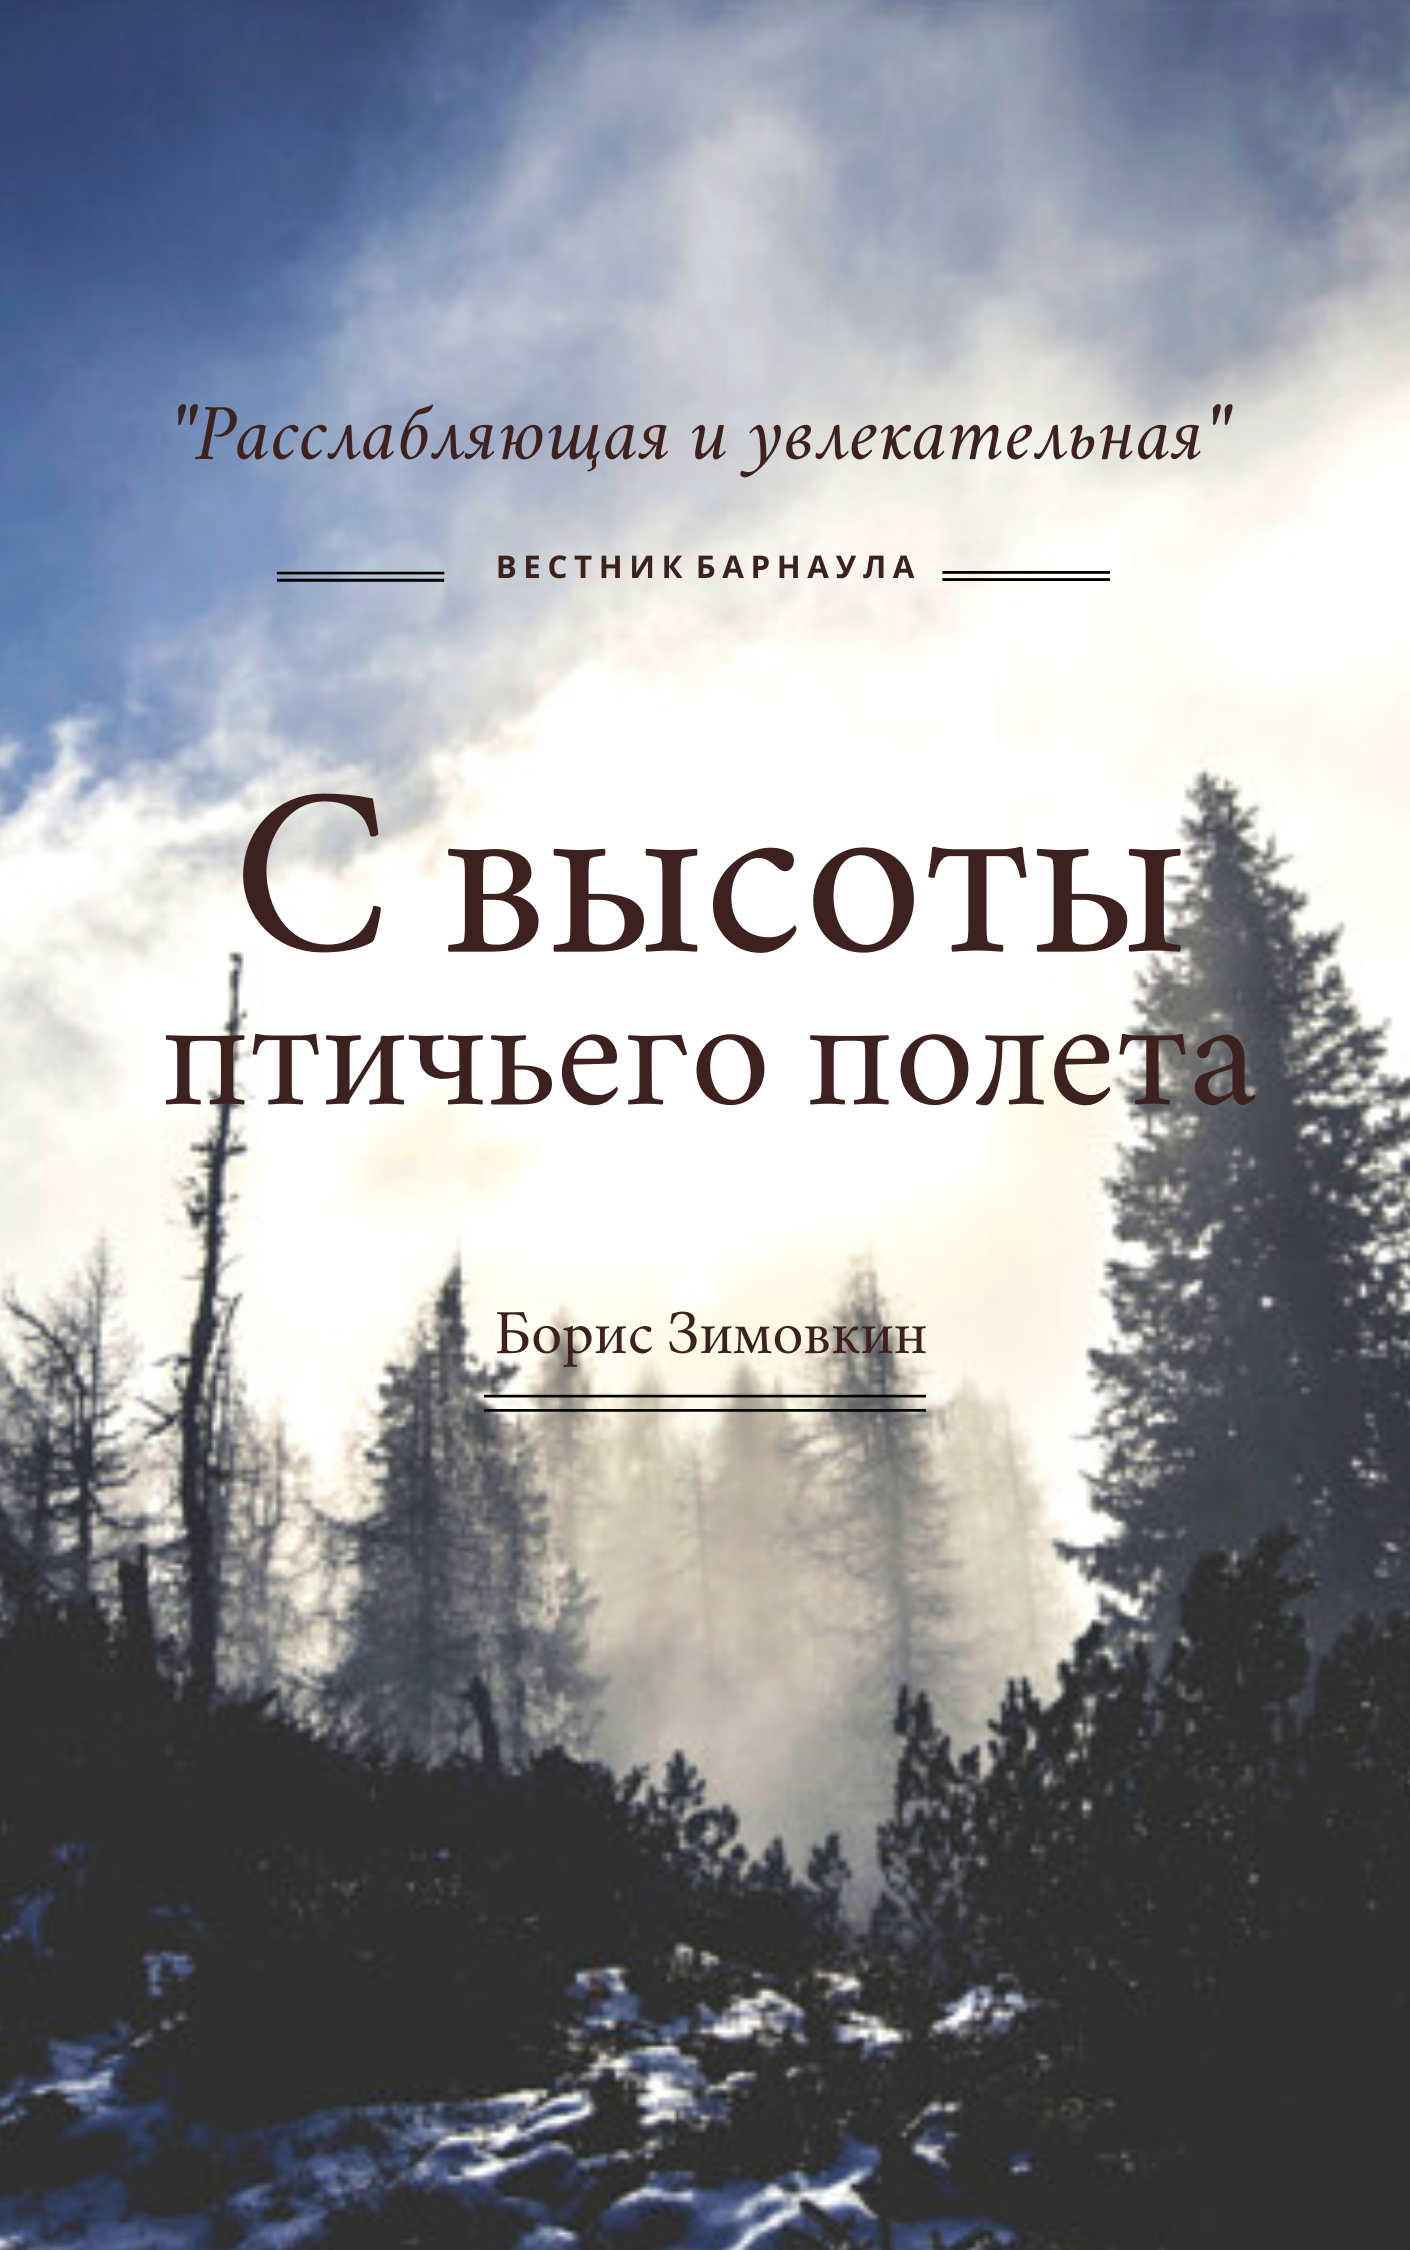 "Расслабляющая и увлекательная"
ВЕСТНИК БАРНАУЛА
С высоты
птичьего полета
Борис Зимовкин